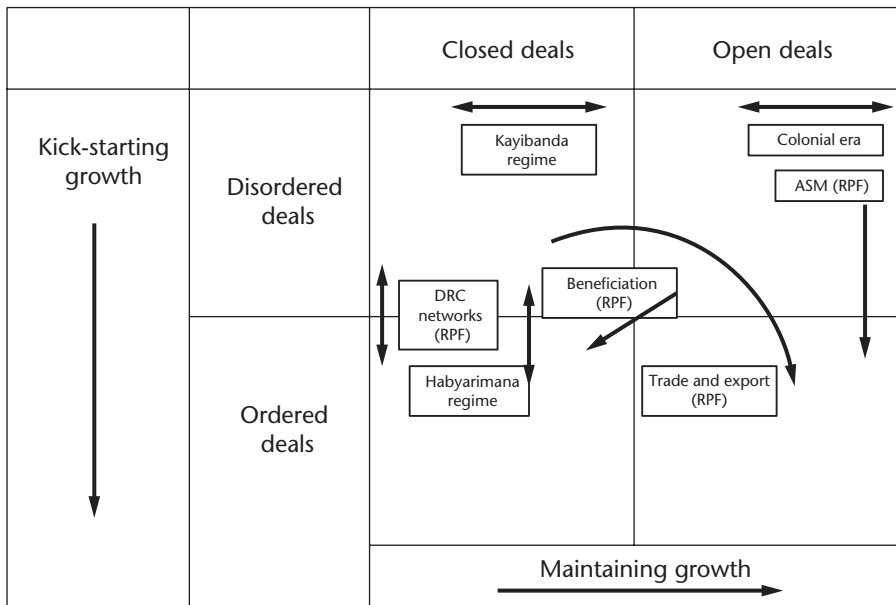 Closed deals
Open deals
Kick-starting
growth
Kayibanda
regime
Colonial era
Disordered
deals
ASM (RPF)
DRC
networks
(RPF)
Beneficiation
(RPF)
Habyarimana
regime
Trade and export
(RPF)
Ordered
deals
Maintaining growth